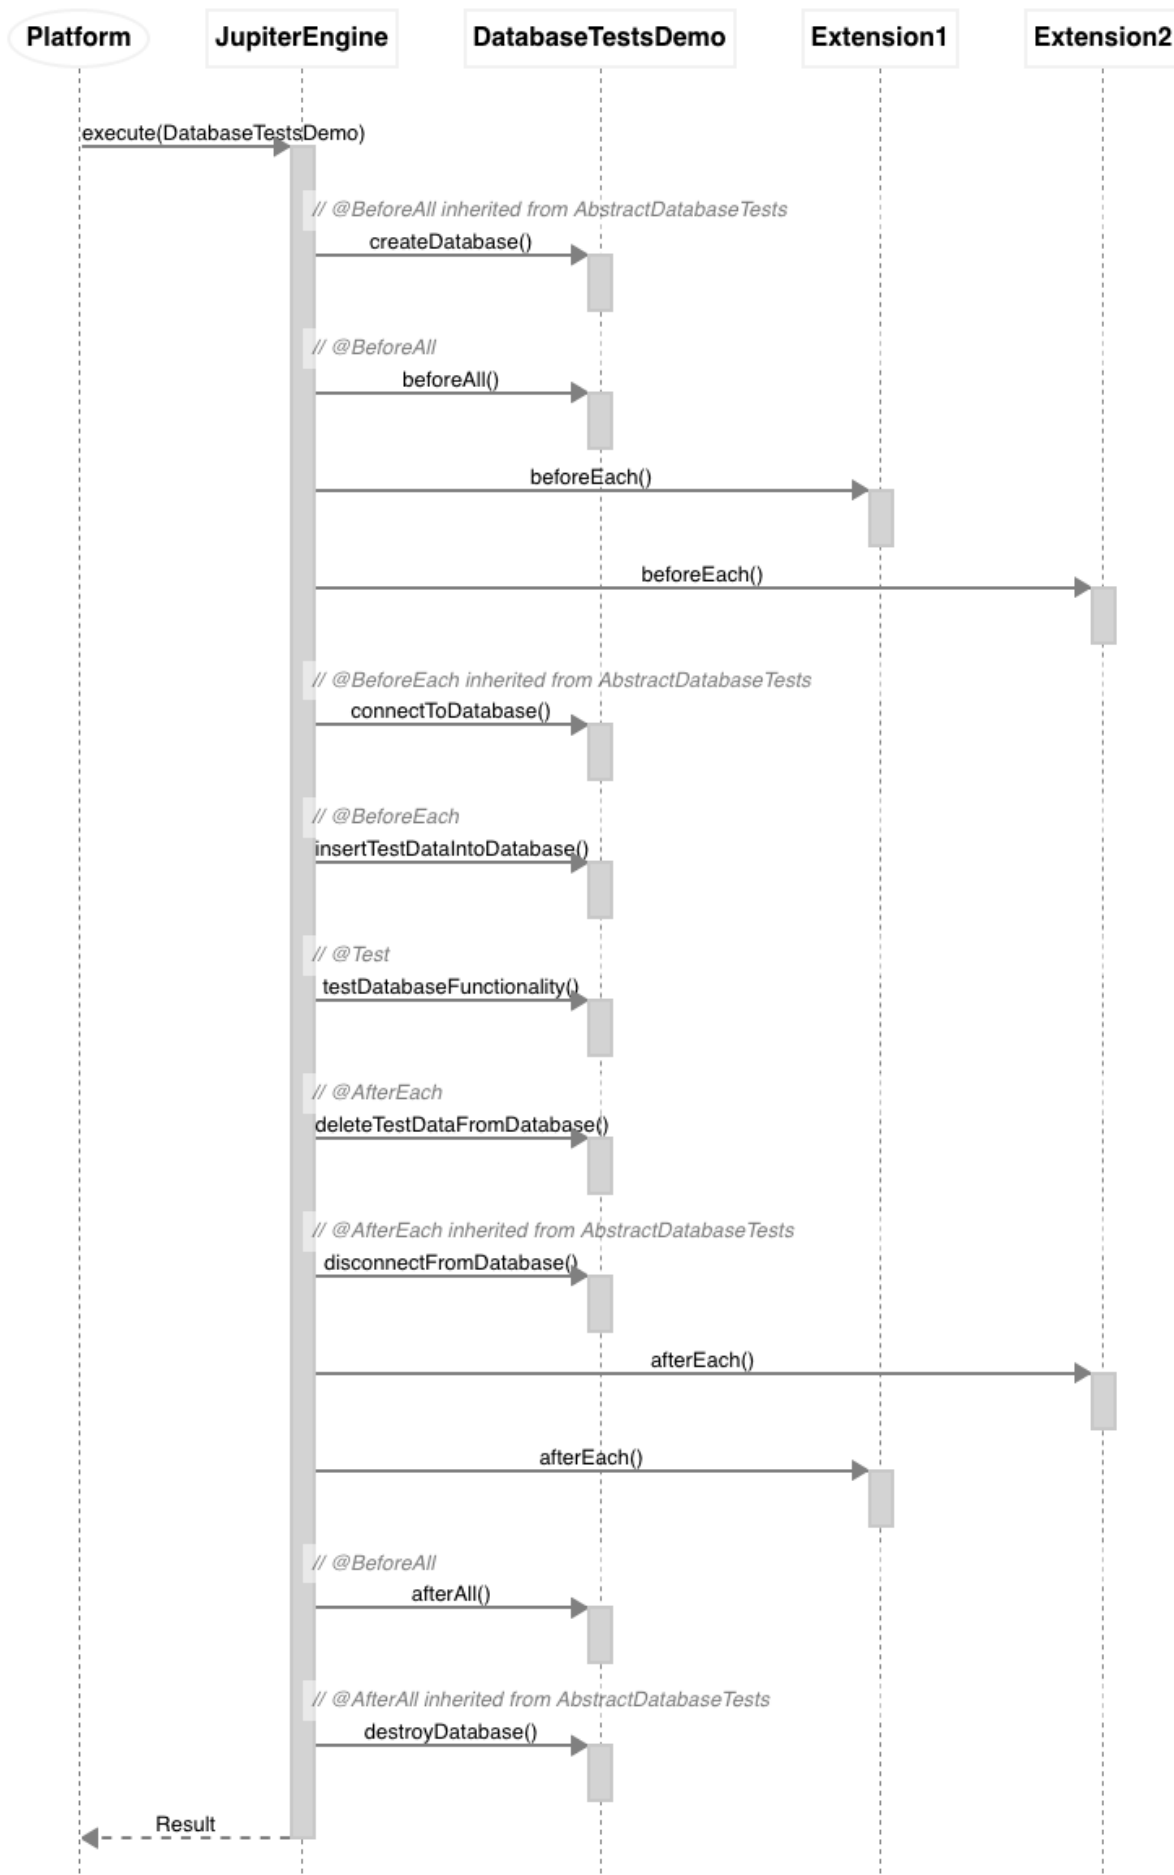 Platform JupiterEngine DatabaseTestsDemo Extension1 Extension2
execute(DatabaseTestsDemo)
// @BeforeAll inherited from AbstractDatabaseTests
createDatabase()
// @BeforeAll
beforeAll()
beforeEach()
beforeEach()
// @BeforeEach inherited from AbstractDatabaseTests
connectToDatabase()
// @BeforeEach
insertTestDataIntoDatabase()
// @Test
testDatabaseFunctionality()
// @AfterEach
deleteTestDataFromDatabase()
// @AfterEach inherited from AbstractDatabaseTests
disconnectFromDatabase()
afterEach()
afterEach()
// @BeforeAll
afterAll()
// @AfterAll inherited from AbstractDatabaseTests
destroyDatabase()
Result